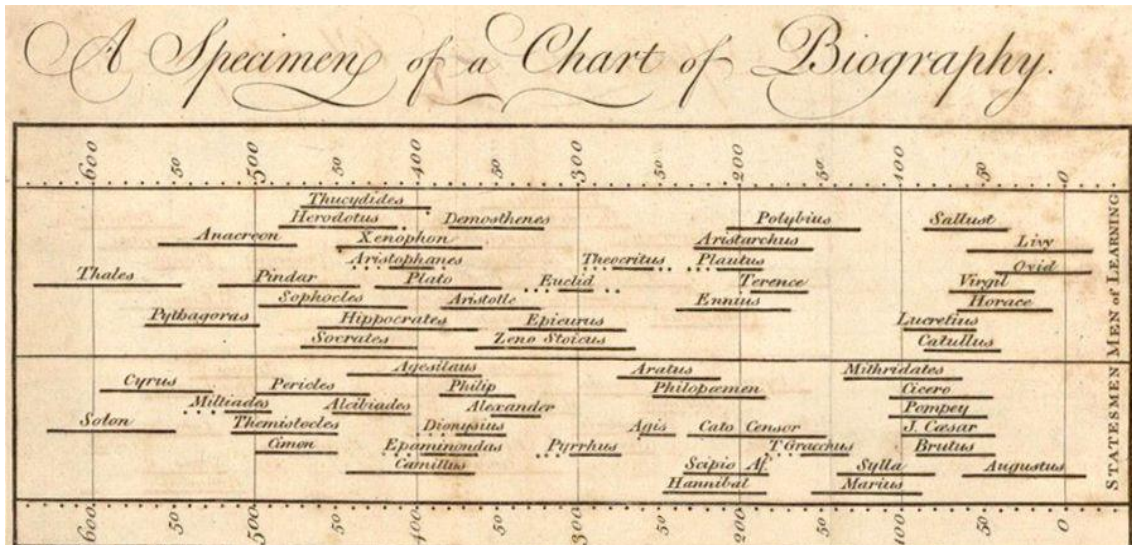 A Specimen of a Chart of Biography.
600 50 500 50 400 50 300 50 200 50 100 50 0
Thucydides
Herodotus Demosthenes Polybius Sallust
Anacreon Xenophon Aristarchus Livy
Aristophanes Theocritus Plautus Ovid
Thales Pindar Plato Euclid Terence Virgil
Sophocles Aristotle Ennius Horace
Pythagoras Hippocrates Epicurus Lucretius
Socrates Zeno Stoicus Catullus
MEN of LEARNING
Agesilaus Aratus Mithridates
Cyrus Pericles Philip Philopæmen Cicero
Miltiades Alcibiades Alexander Pompey
Solon Themistocles Dionysius Agis Cato Censor J. Cæsar
Cimon Epaminondas Pyrrhus T Gracchus Brutus
Camillus Scipio Af. Sylla Augustus
Hannibal Marius
STATESMEN
600 50 500 50 400 50 300 50 200 50 100 50 0